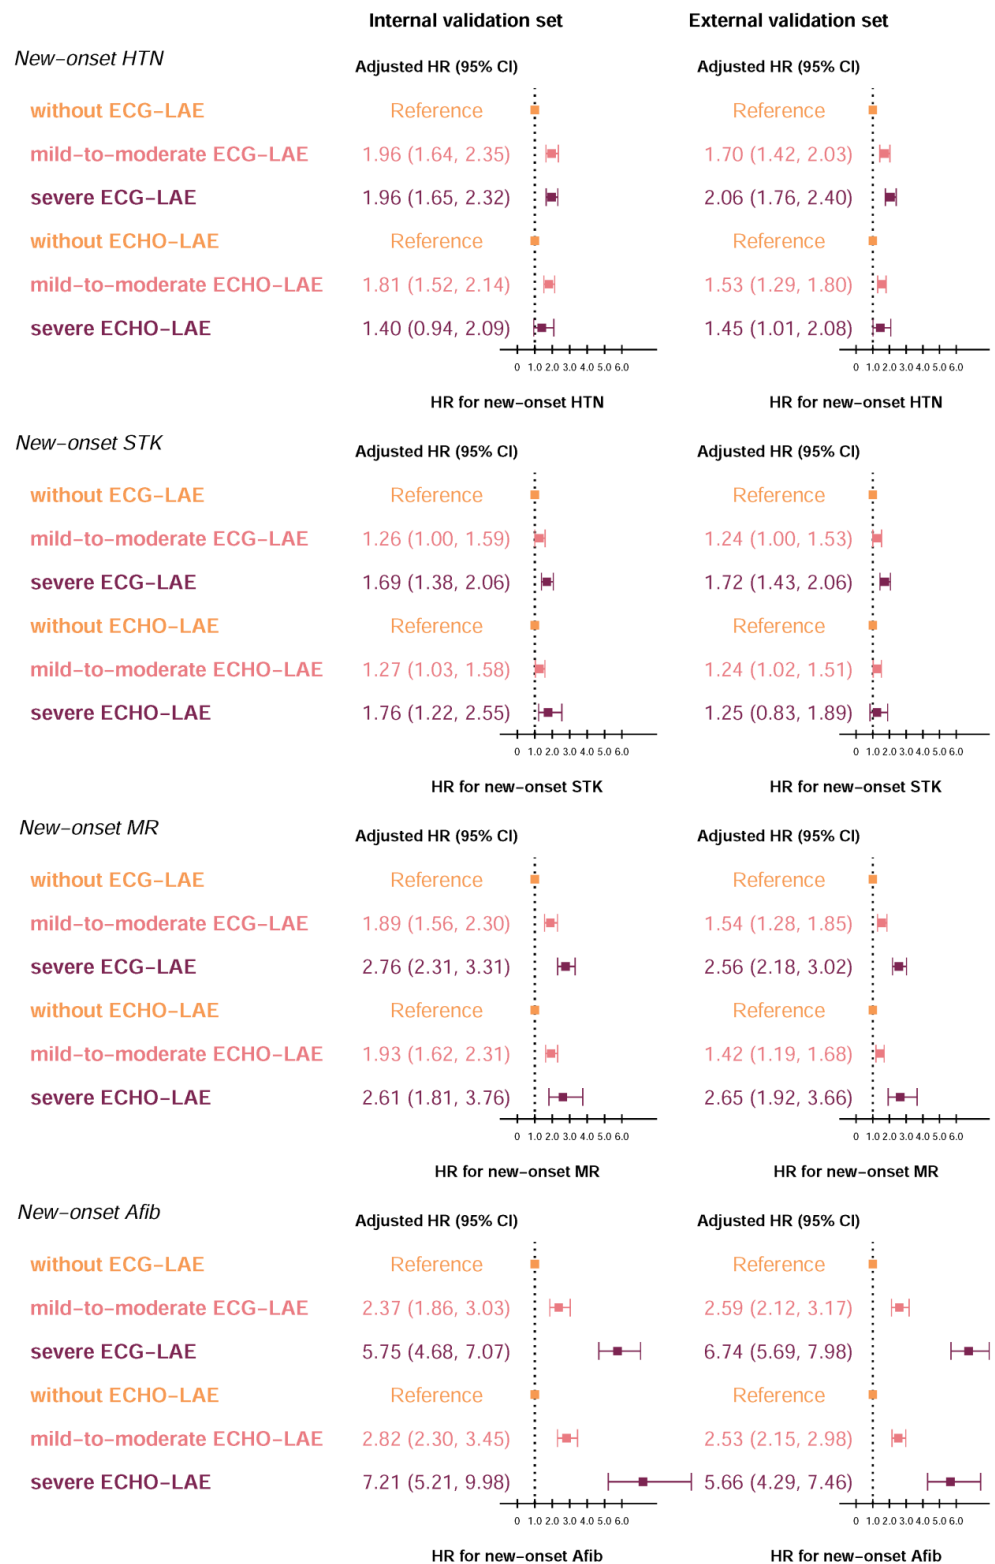 Internal validation set External validation set
New-onset HTN Adjusted HR (95% CI) Adjusted HR (95% CI)
without ECG-LAE Reference Reference
mild-to-moderate ECG-LAE 1.96 (1.64, 2.35) 1.70 (1.42, 2.03)
severe ECG-LAE 1.96 (1.65, 2.32) 2.06 (1.76, 2.40)
without ECHO-LAE Reference Reference
mild-to-moderate ECHO-LAE 1.81 (1.52, 2.14) 1.53 (1.29, 1.80)
severe ECHO-LAE 1.40 (0.94, 2.09) 1.45 (1.01, 2.08)
0 1.0 2.0 3.0 4.0 5.0 6.0 0 1.0 2.0 3.0 4.0 5.0 6.0
HR for new-onset HTN HR for new-onset HTN
New-onset STK Adjusted HR (95% CI) Adjusted HR (95% CI)
without ECG-LAE Reference Reference
mild-to-moderate ECG-LAE 1.26 (1.00, 1.59) 1.24 (1.00, 1.53)
severe ECG-LAE 1.69 (1.38, 2.06) 1.72 (1.43, 2.06)
without ECHO-LAE Reference Reference
mild-to-moderate ECHO-LAE 1.27 (1.03, 1.58) 1.24 (1.02, 1.51)
severe ECHO-LAE 1.76 (1.22, 2.55) 1.25 (0.83, 1.89)
0 1.0 2.0 3.0 4.0 5.0 6.0 0 1.0 2.0 3.0 4.0 5.0 6.0
HR for new-onset STK HR for new-onset STK
New-onset MR Adjusted HR (95% CI) Adjusted HR (95% CI)
without ECG-LAE Reference Reference
mild-to-moderate ECG-LAE 1.89 (1.56, 2.30) 1.54 (1.28, 1.85)
severe ECG-LAE 2.76 (2.31, 3.31) 2.56 (2.18, 3.02)
without ECHO-LAE Reference Reference
mild-to-moderate ECHO-LAE 1.93 (1.62, 2.31) 1.42 (1.19, 1.68)
severe ECHO-LAE 2.61 (1.81, 3.76) 2.65 (1.92, 3.66)
0 1.0 2.0 3.0 4.0 5.0 6.0 0 1.0 2.0 3.0 4.0 5.0 6.0
HR for new-onset MR HR for new-onset MR
New-onset Afib Adjusted HR (95% CI) Adjusted HR (95% CI)
without ECG-LAE Reference Reference
mild-to-moderate ECG-LAE 2.37 (1.86, 3.03) 2.59 (2.12, 3.17)
severe ECG-LAE 5.75 (4.68, 7.07) 6.74 (5.69, 7.98)
without ECHO-LAE Reference Reference
mild-to-moderate ECHO-LAE 2.82 (2.30, 3.45) 2.53 (2.15, 2.98)
severe ECHO-LAE 7.21 (5.21, 9.98) 5.66 (4.29, 7.46)
0 1.0 2.0 3.0 4.0 5.0 6.0 0 1.0 2.0 3.0 4.0 5.0 6.0
HR for new-onset Afib HR for new-onset Afib